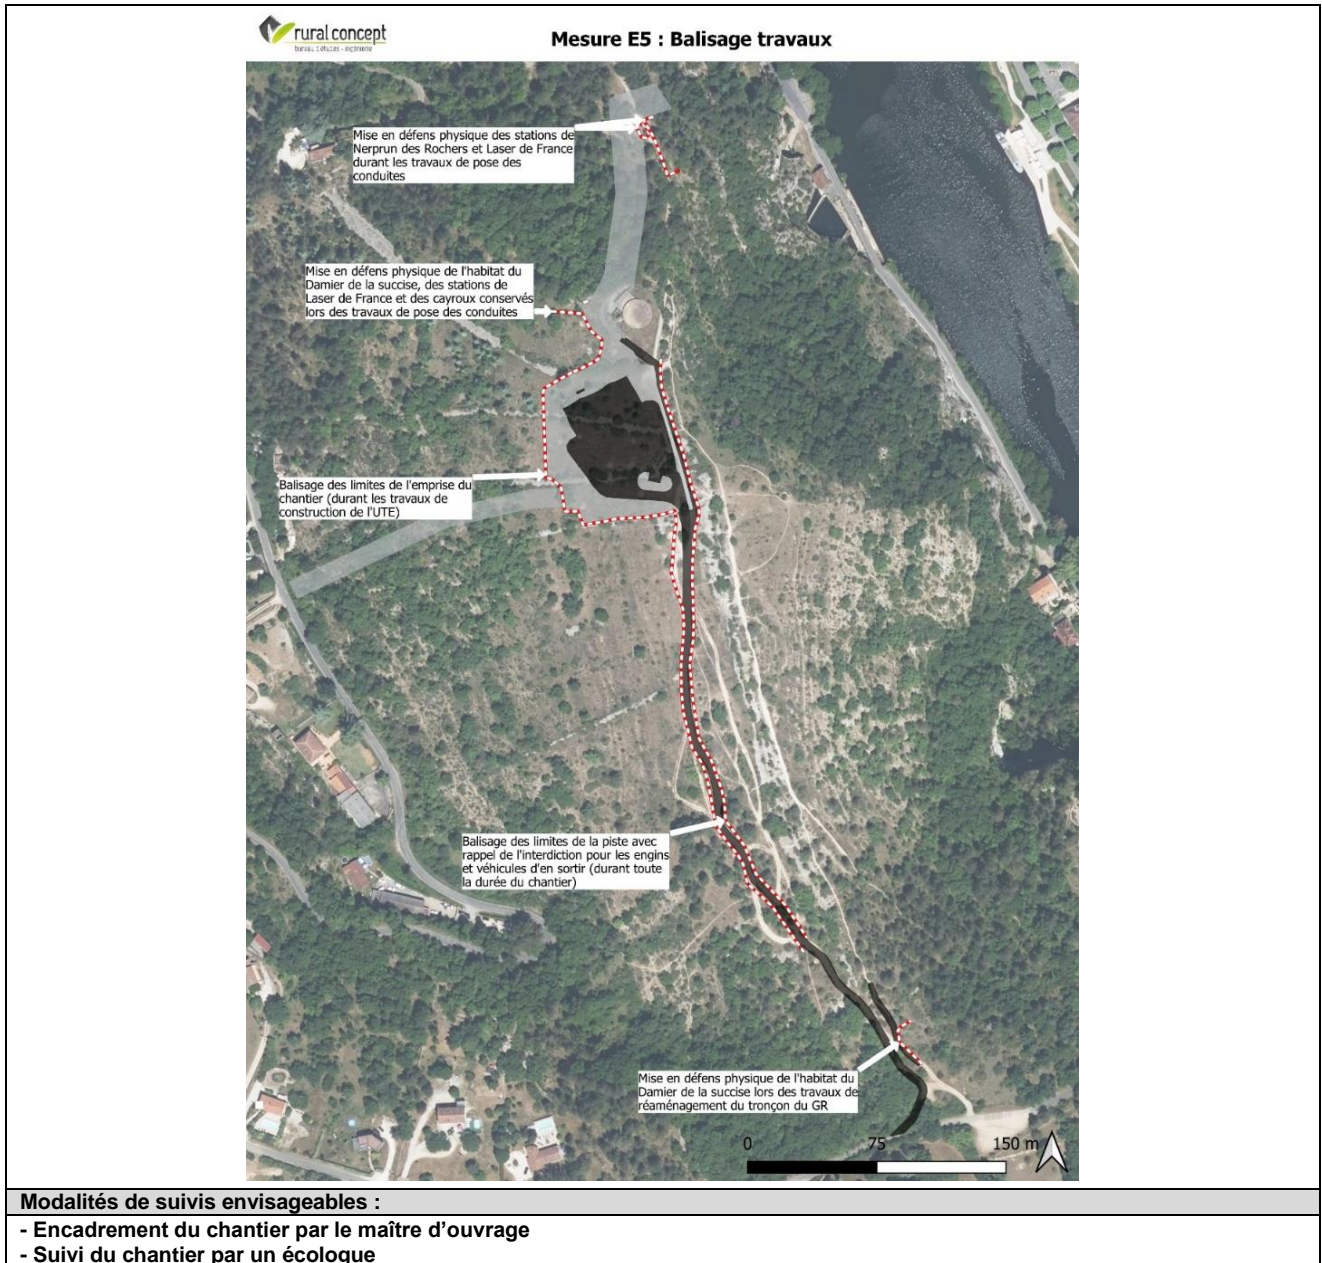 rural concept
bureau d'études - ingénierie
Mesure E5 : Balisage travaux
Mise en défens physique des stations de
Nerprun des Rochers et Laser de France
durant les travaux de pose des
conduites
Mise en défens physique de l'habitat du
Damier de la succise, des stations de
Laser de France et des cayroux conservés
lors des travaux de pose des conduites
Balisage des limites de l'emprise du
chantier (durant les travaux de
construction de l'UTE)
Balisage des limites de la piste avec
rappel de l'interdiction pour les engins
et véhicules d'en sortir (durant toute
la durée du chantier)
Mise en défens physique de l'habitat du
Damier de la succise lors des travaux de
réaménagement du tronçon du GR
0 75 150 m
Modalités de suivis envisageables :
- Encadrement du chantier par le maître d'ouvrage
- Suivi du chantier par un écologue